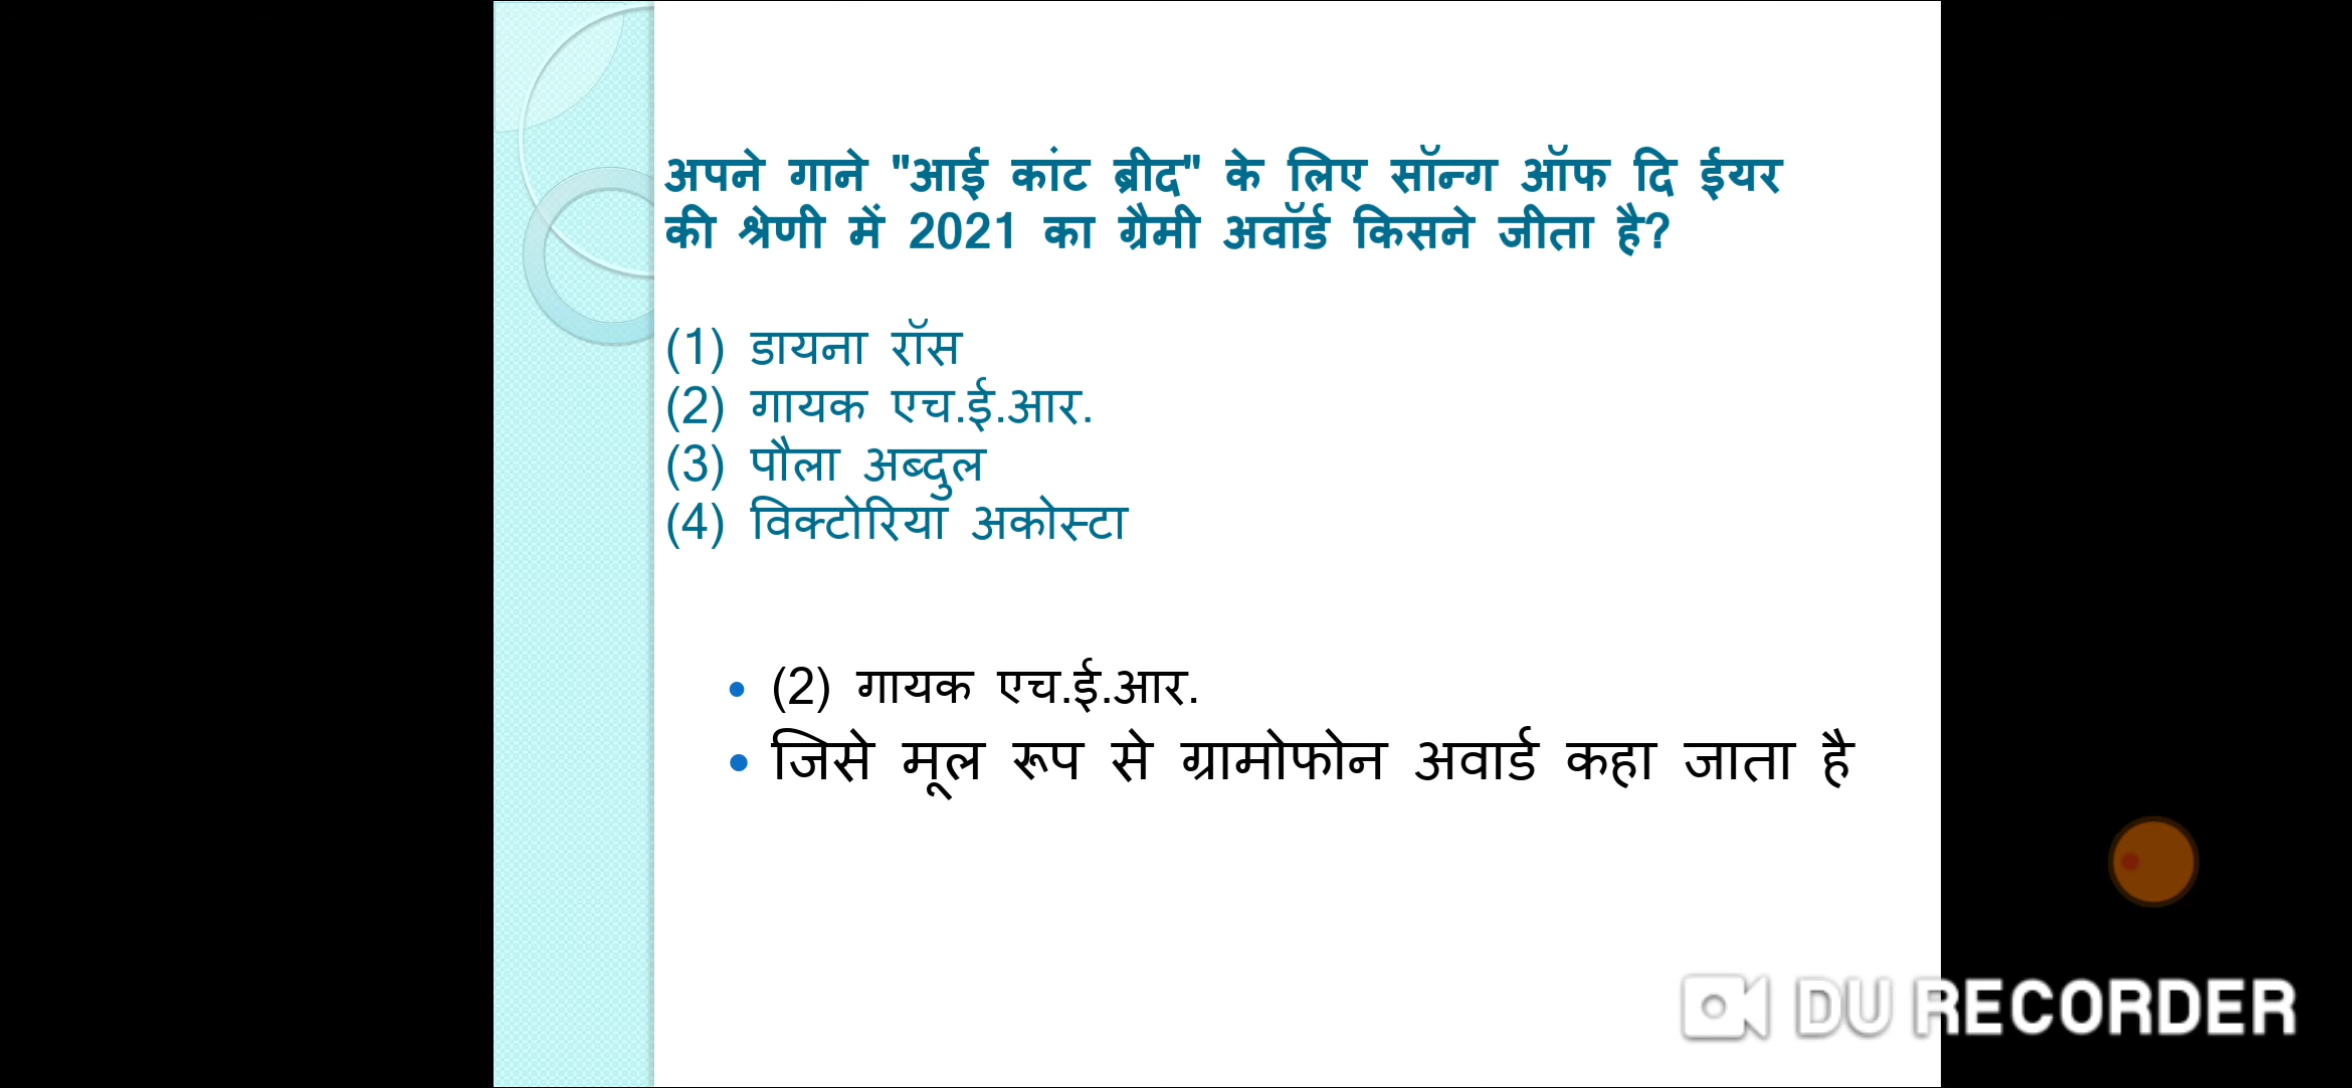 अपने गाने "आई कांट ब्रीद" के लिए सॉन्ग ऑफ दि ईयर
की श्रेणी में 2021 का ग्रैमी अवॉर्ड किसने जीता है?
(1) डायना रॉस
(2) गायक एच.ई.आर.
(3) पौला अब्दुल
(4) विक्टोरिया अकोस्टा
• (2) गायक एच.ई.आर.
• जिसे मूल रूप से ग्रामोफोन अवार्ड कहा जाता है
DU RECORDER